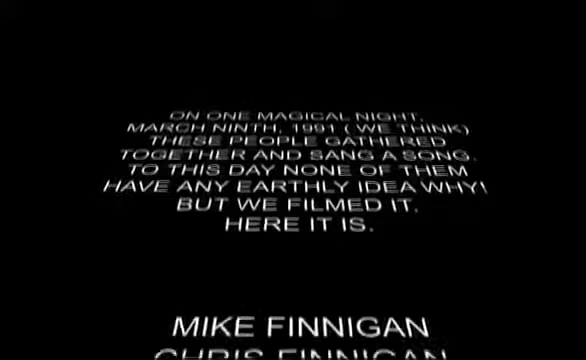 ON ONE MAGICAL NIGHT,
MARCH NINTH, 1991 ( WE THINK)
THESE PEOPLE GATHERED
TOGETHER AND SANG A SONG.
TO THIS DAY NONE OF THEM
HAVE ANY EARTHLY IDEA WHY!
BUT WE FILMED IT.
HERE IT IS.
MIKE FINNIGAN
CHRIS FINNIGAN